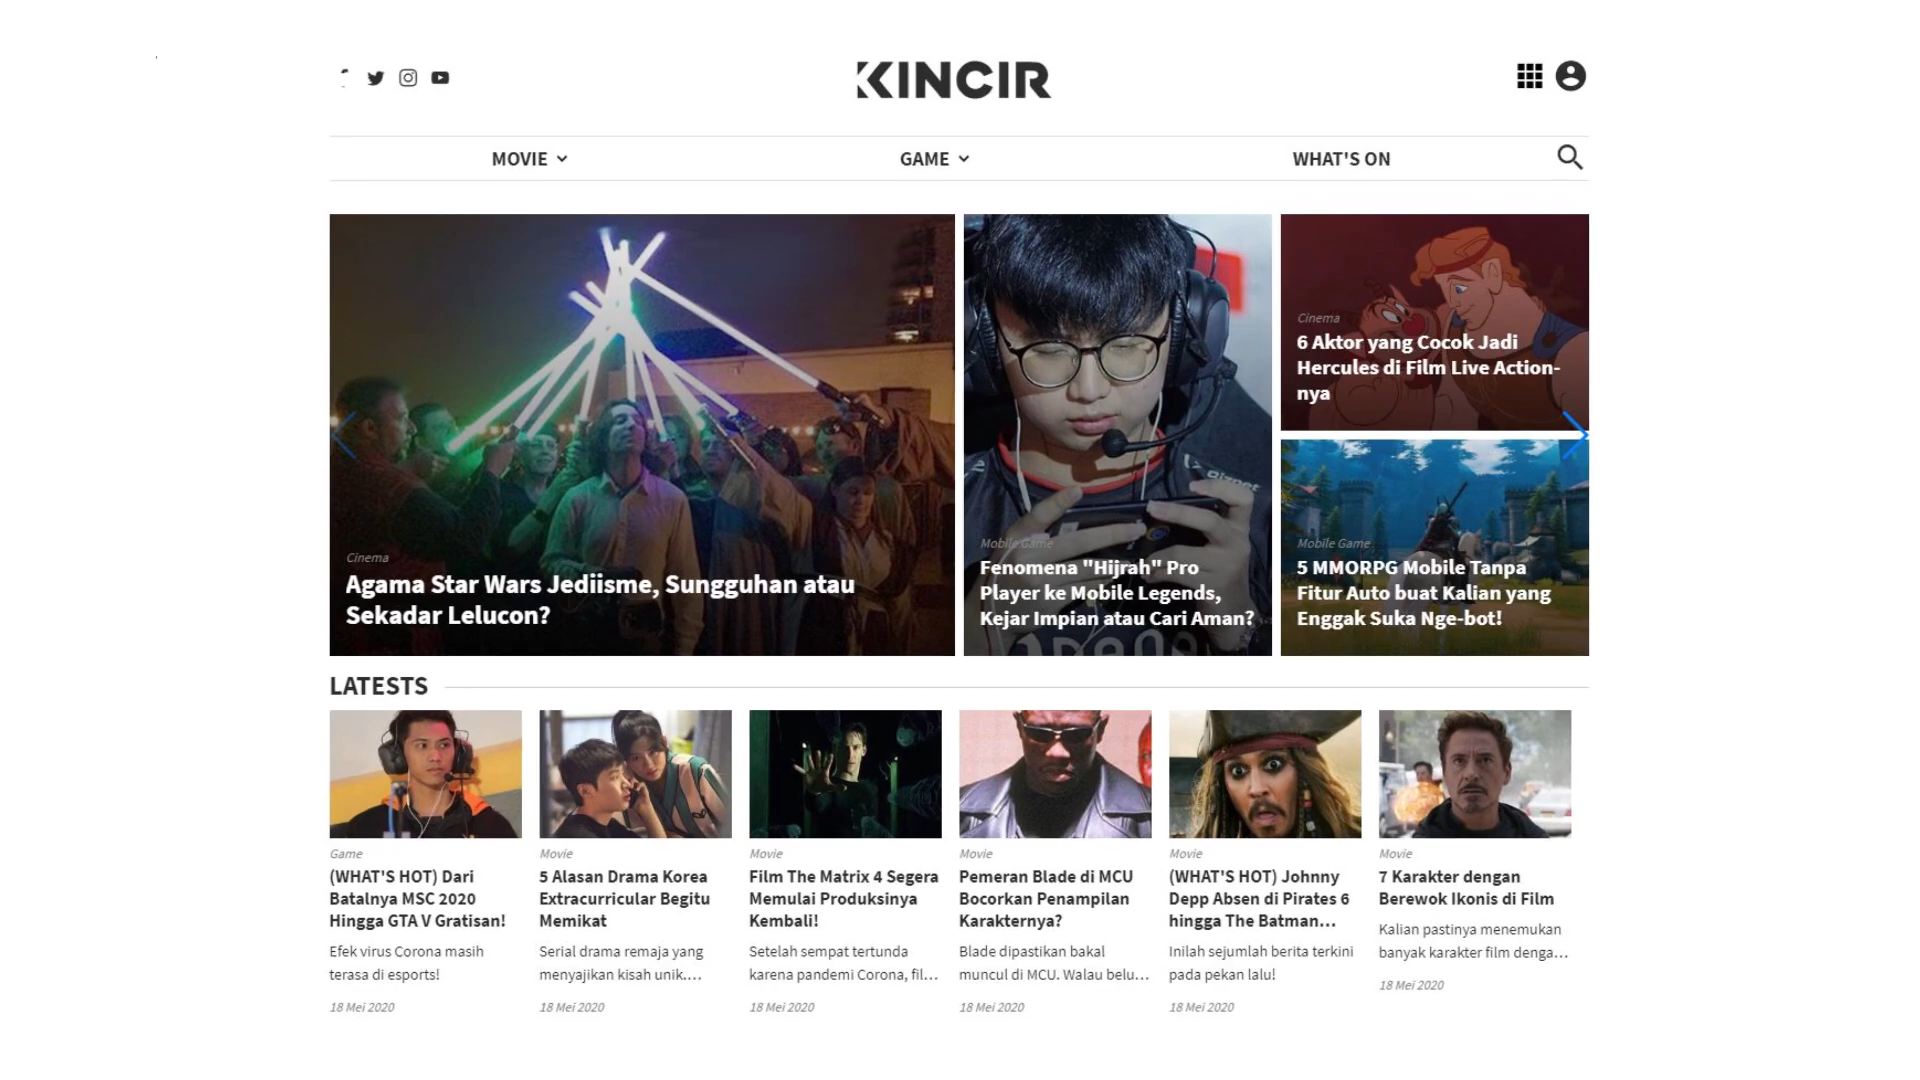 KINCIR
MOVIE
GAME
WHAT'S ON
Cinema
Agama Star Wars Jediisme, Sungguhan atau
Sekadar Lelucon?
Mobile Game
Fenomena "Hijrah" Pro
Player ke Mobile Legends,
Kejar Impian atau Cari Aman?
Cinema
6 Aktor yang Cocok Jadi
Hercules di Film Live Action-
nya
Mobile Game
5 MMORPG Mobile Tanpa
Fitur Auto buat Kalian yang
Enggak Suka Nge-bot!
LATESTS
Game
(WHAT'S HOT) Dari
Batalnya MSC 2020
Hingga GTA V Gratisan!
Efek virus Corona masih
terasa di esports!
18 Mei 2020
Movie
5 Alasan Drama Korea
Extracurricular Begitu
Memikat
Serial drama remaja yang
menyajikan kisah unik....
18 Mei 2020
Movie
Film The Matrix 4 Segera
Memulai Produksinya
Kembali!
Setelah sempat tertunda
karena pandemi Corona, fil...
18 Mei 2020
Movie
Pemeran Blade di MCU
Bocorkan Penampilan
Karakternya?
Blade dipastikan bakal
muncul di MCU. Walau belu...
18 Mei 2020
Movie
(WHAT'S HOT) Johnny
Depp Absen di Pirates 6
hingga The Batman...
Inilah sejumlah berita terkini
pada pekan lalu!
18 Mei 2020
Movie
7 Karakter dengan
Berewok Ikonis di Film
Kalian pastinya menemukan
banyak karakter film denga...
18 Mei 2020